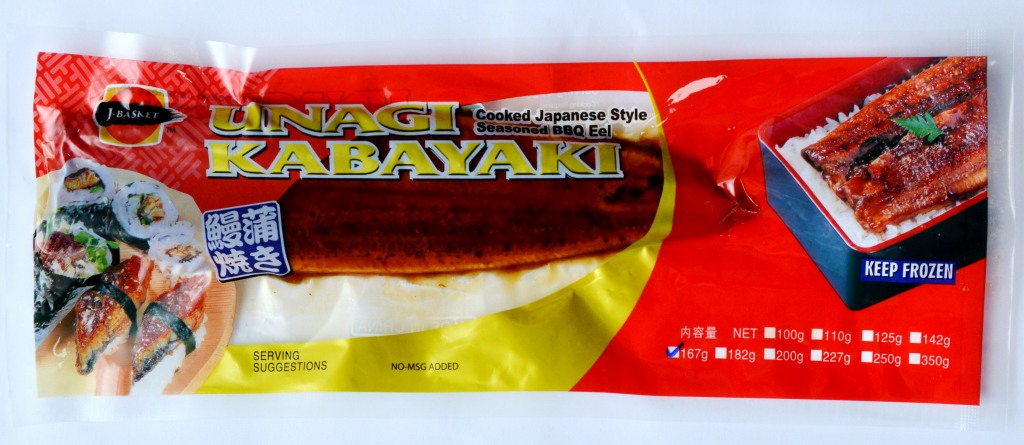 J-BASKET
TM
UNAGI
KABAYAKI
Cooked Japanese Style
Seasoned BBQ Eel
鰻蒲
焼き
KEEP FROZEN
内容量 NET 100g 110g 125g 142g
167g 182g 200g 227g 250g 350g
SERVING
SUGGESTIONS
NO-MSG ADDED